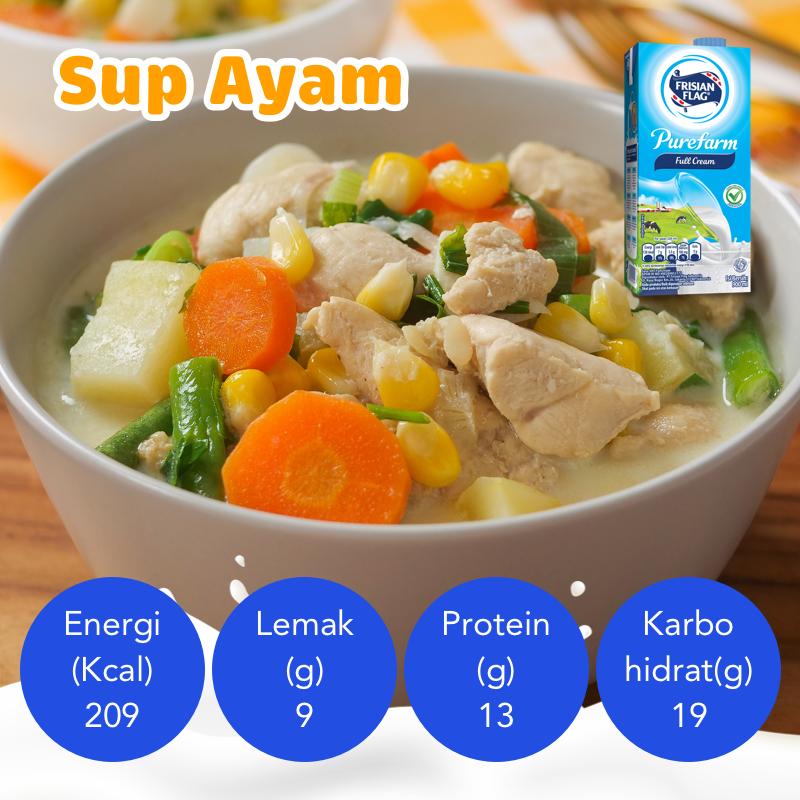 Sup Ayam
FRISIAN
FLAG
Purefarm
Full Cream
Energi
(Kcal)
209
Lemak
(g)
9
Protein
(g)
13
Karbo
hidrat(g)
19